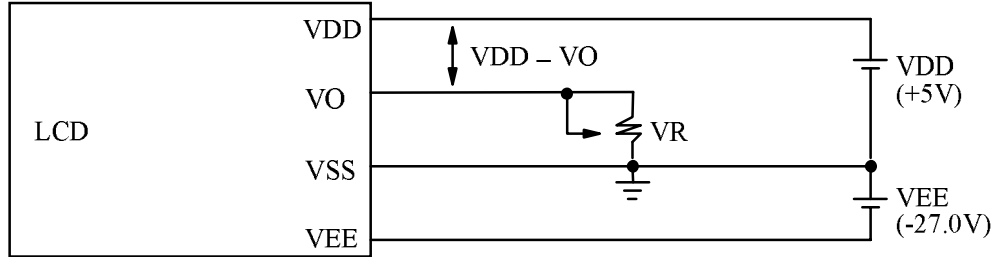 VDD
VDD – VO
VDD
(+5V)
VO
LCD
VR
VSS
VEE
(-27.0V)
VEE